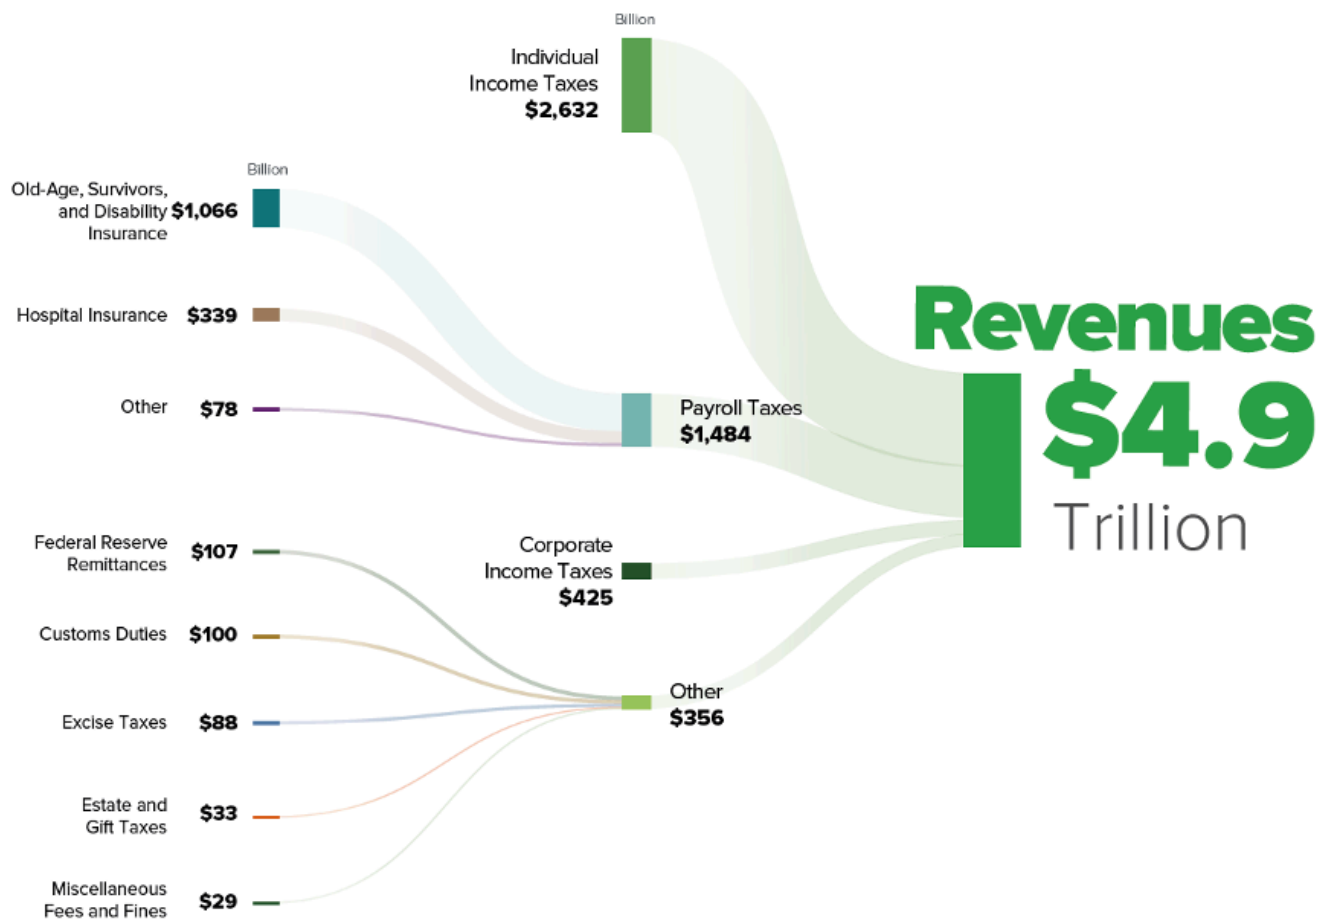 Billion
Individual
Income Taxes
$2,632
Billion
Old-Age, Survivors,
and Disability
Insurance
$1,066
Hospital Insurance $339
Other $78
Payroll Taxes
$1,484
Revenues
$4.9
Trillion
Federal Reserve
Remittances
$107
Corporate
Income Taxes
$425
Customs Duties $100
Other
$356
Excise Taxes $88
Estate and
Gift Taxes
$33
Miscellaneous
Fees and Fines
$29